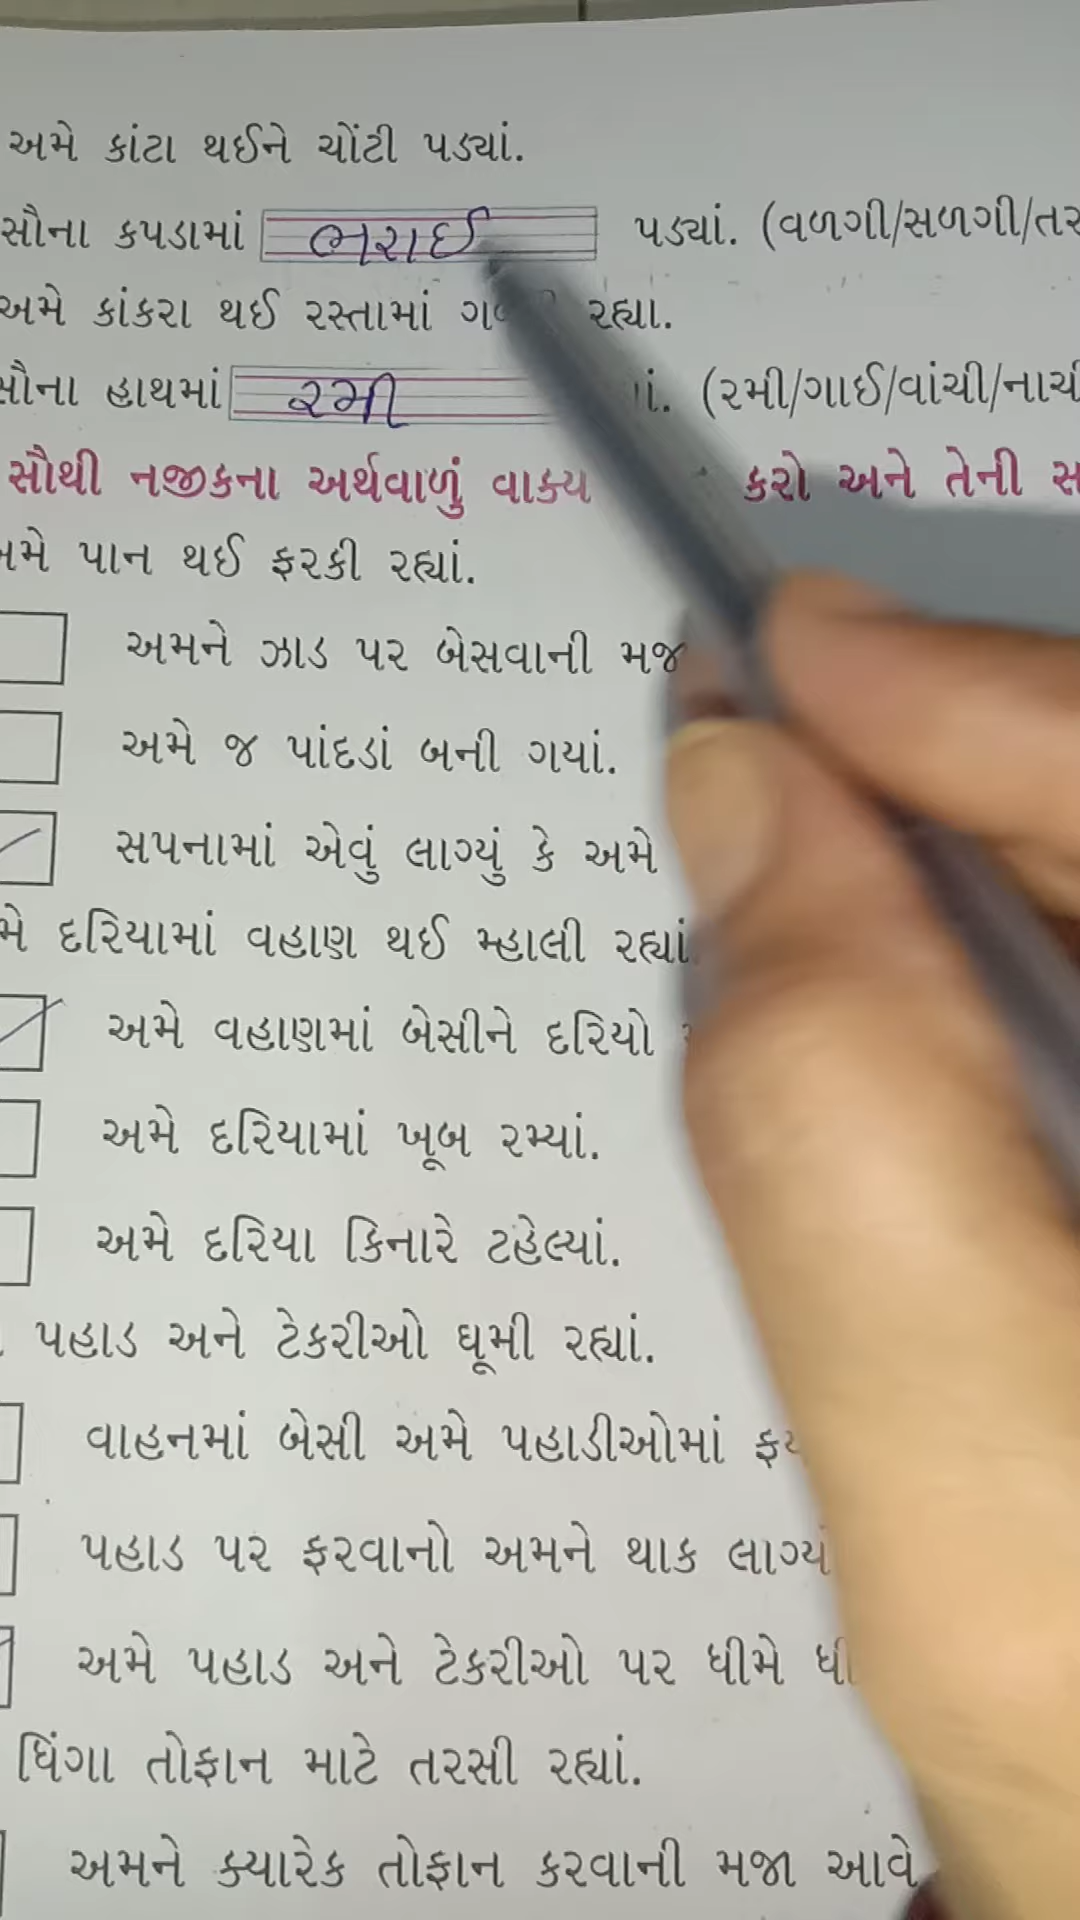 અમે કાંટા થઈને ચોંટી પડ્યાં.
સૌના કપડામાં ભરાઈ પડ્યાં. (વળગી/સળગી/તર
અમે કાંકરા થઈ રસ્તામાં રહ્યા.
સૌના હાથમાં રમી (રમી/ગાઈ/વાંચી/નાચી
સૌથી નજીકના અર્થવાળું વાક્ય કરો અને તેની સ
મે પાન થઈ ફરકી રહ્યાં.
અમને ઝાડ પર બેસવાની મજ
અમે જ પાંદડાં બની ગયાં.
સપનામાં એવું લાગ્યું કે અમે
મે દરિયામાં વહાણ થઈ મ્હાલી રહ્યાં.
અમે વહાણમાં બેસીને દરિયો
અમે દરિયામાં ખૂબ રમ્યાં.
અમે દરિયા કિનારે ટહેલ્યાં.
પહાડ અને ટેકરીઓ ઘૂમી રહ્યાં.
વાહનમાં બેસી અમે પહાડીઓમાં
પહાડ પર ફરવાનો અમને થાક લાગ્યો
અમે પહાડ અને ટેકરીઓ પર ધીમે ધી
ધિંગા તોફાન માટે તરસી રહ્યાં.
અમને ક્યારેક તોફાન કરવાની મજા આવે